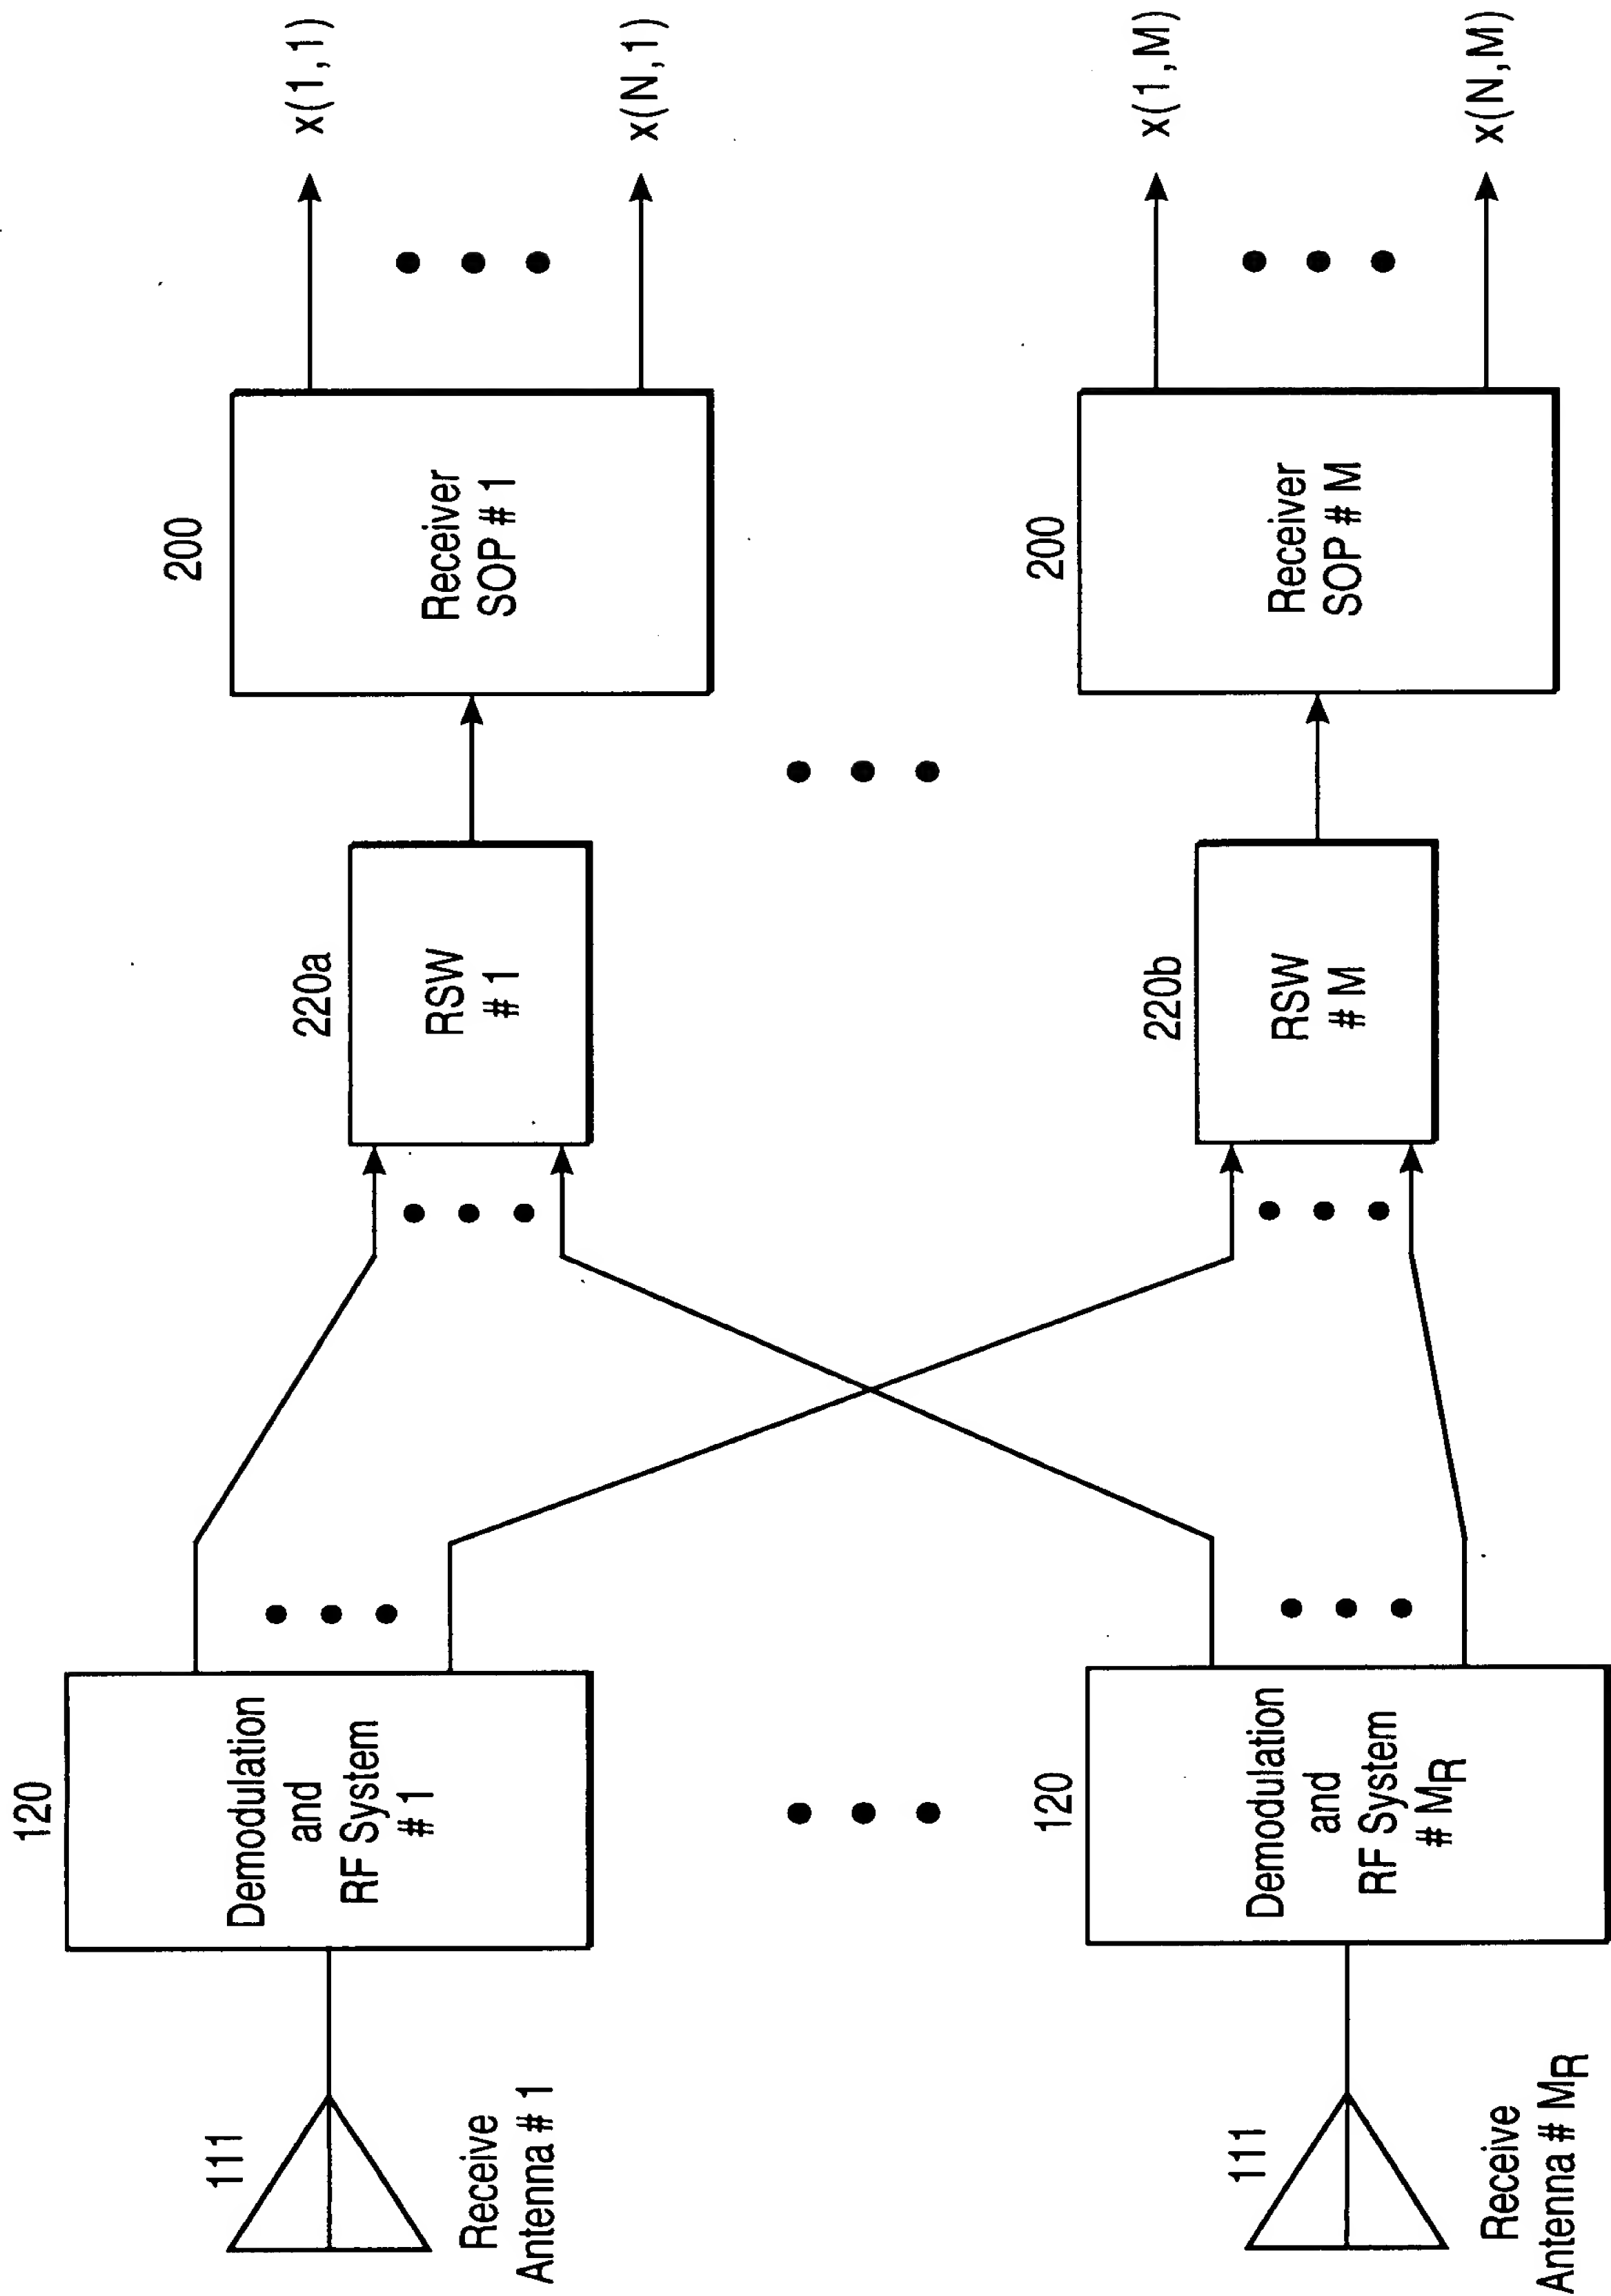 111
Receive
Antenna # 1
120
Demodulation
and
RF System
# 1
220a
RSW
# 1
200
Receiver
SOP # 1
x(1,1)
x(N,1)
111
Receive
Antenna # MR
120
Demodulation
and
RF System
# MR
220b
RSW
# M
200
Receiver
SOP # M
x(1,M)
x(N,M)